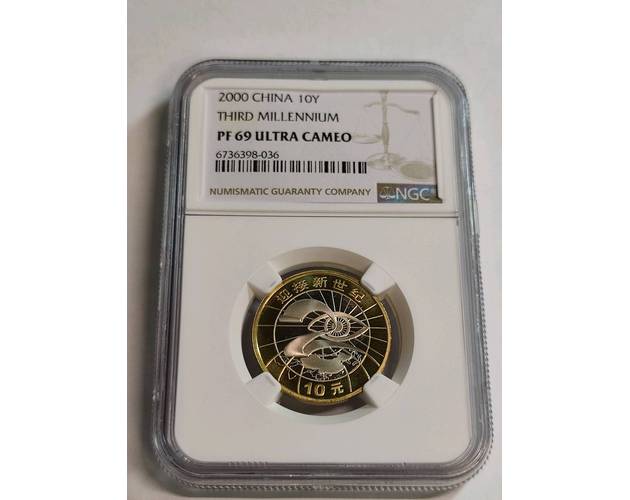 2000 CHINA 10Y
THIRD MILLENNIUM
PF 69 ULTRA CAMEO
6736398-036
NUMISMATIC GUARANTY COMPANY
NGC
迎接新世纪
10元